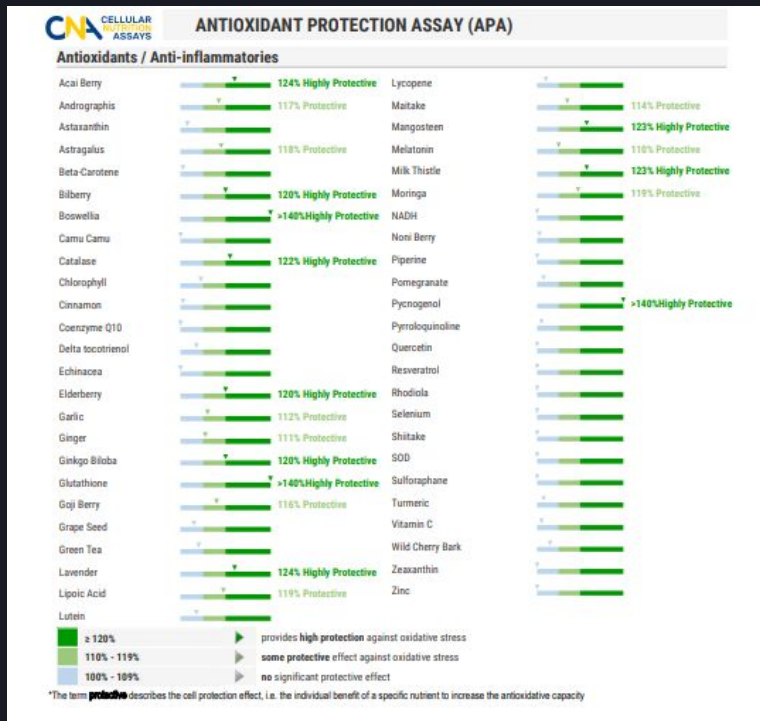 CNA CELLULAR NUTRITION ASSAYS
ANTIOXIDANT PROTECTION ASSAY (APA)
Antioxidants / Anti-inflammatories
Acai Berry 124% Highly Protective
Andrographis 117% Protective
Astaxanthin
Astragalus 118% Protective
Beta-Carotene
Bilberry 120% Highly Protective
Boswellia >140%Highly Protective
Camu Camu
Catalase 122% Highly Protective
Chlorophyll
Cinnamon
Coenzyme Q10
Delta tocotrienol
Echinacea
Elderberry 120% Highly Protective
Garlic 112% Protective
Ginger 111% Protective
Ginkgo Biloba 120% Highly Protective
Glutathione >140%Highly Protective
Goji Berry 116% Protective
Grape Seed
Green Tea
Lavender 124% Highly Protective
Lipoic Acid 119% Protective
Lutein
Lycopene
Maitake 114% Protective
Mangosteen 123% Highly Protective
Melatonin 110% Protective
Milk Thistle 123% Highly Protective
Moringa 119% Protective
NADH
Noni Berry
Piperine
Pomegranate
Pycnogenol >140%Highly Protective
Pyrroloquinoline
Quercetin
Resveratrol
Rhodiola
Selenium
Shiitake
SOD
Sulforaphane
Turmeric
Vitamin C
Wild Cherry Bark
Zeaxanthin
Zinc
≥ 120% provides high protection against oxidative stress
110% - 119% some protective effect against oxidative stress
100% - 109% no significant protective effect
*The term protective describes the cell protection effect, i.e. the individual benefit of a specific nutrient to increase the antioxidative capacity